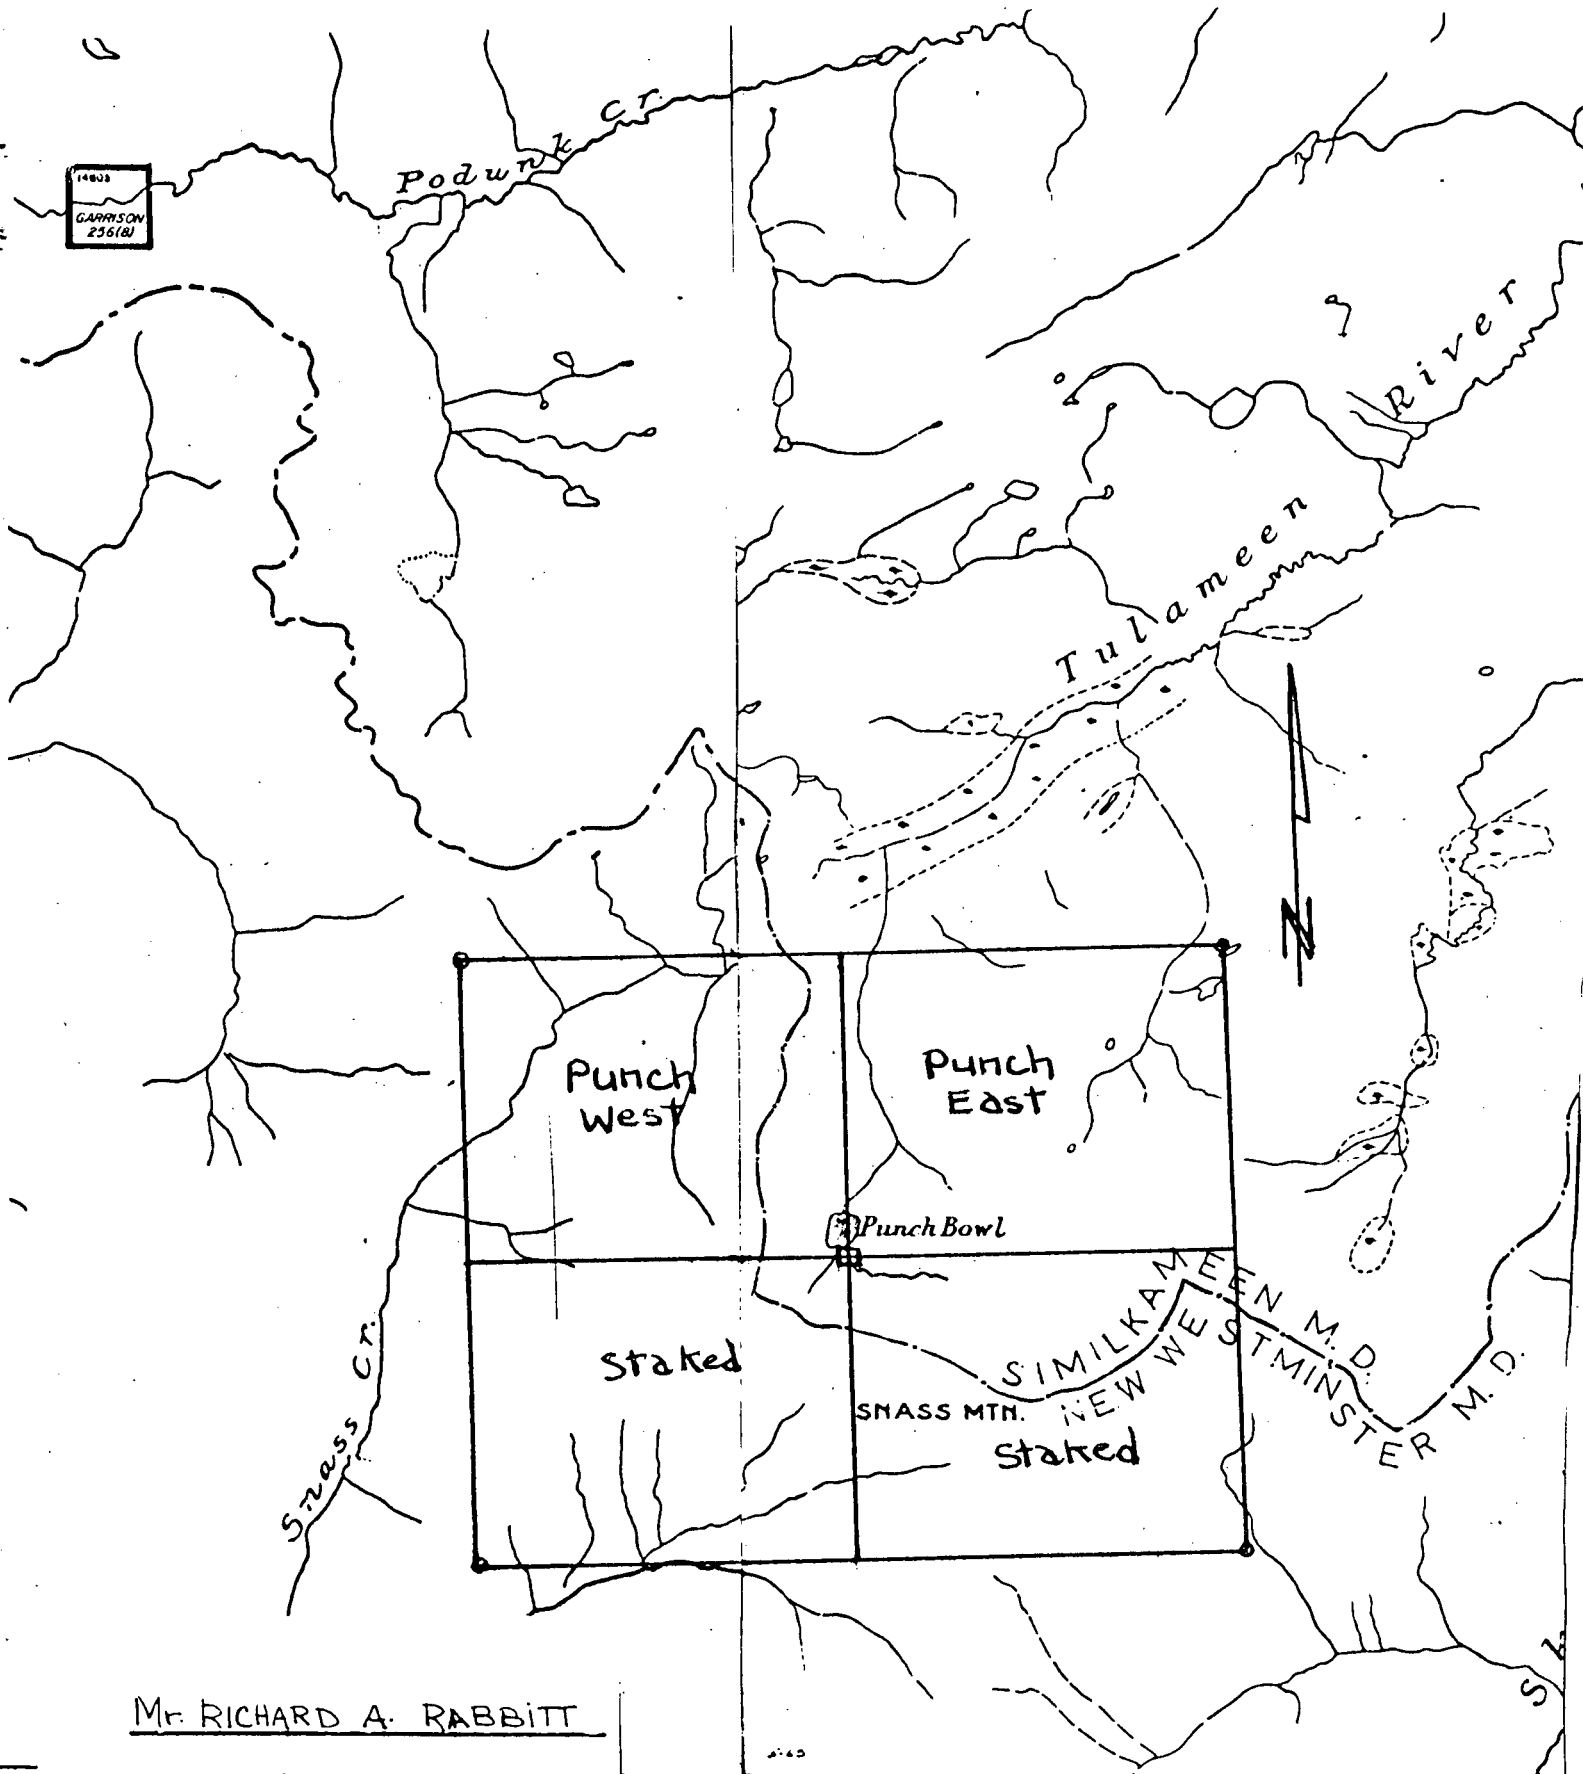 Podunk Cr.
14803
GARRISON
256(8)
Tulameen River
Punch
West
Punch
East
Punch Bowl
SIMILKAMEEN M.D.
NEW WESTMINSTER M.D.
Staked
SNASS MTN.
Staked
Snass Cr.
Mr. RICHARD A. RABBITT